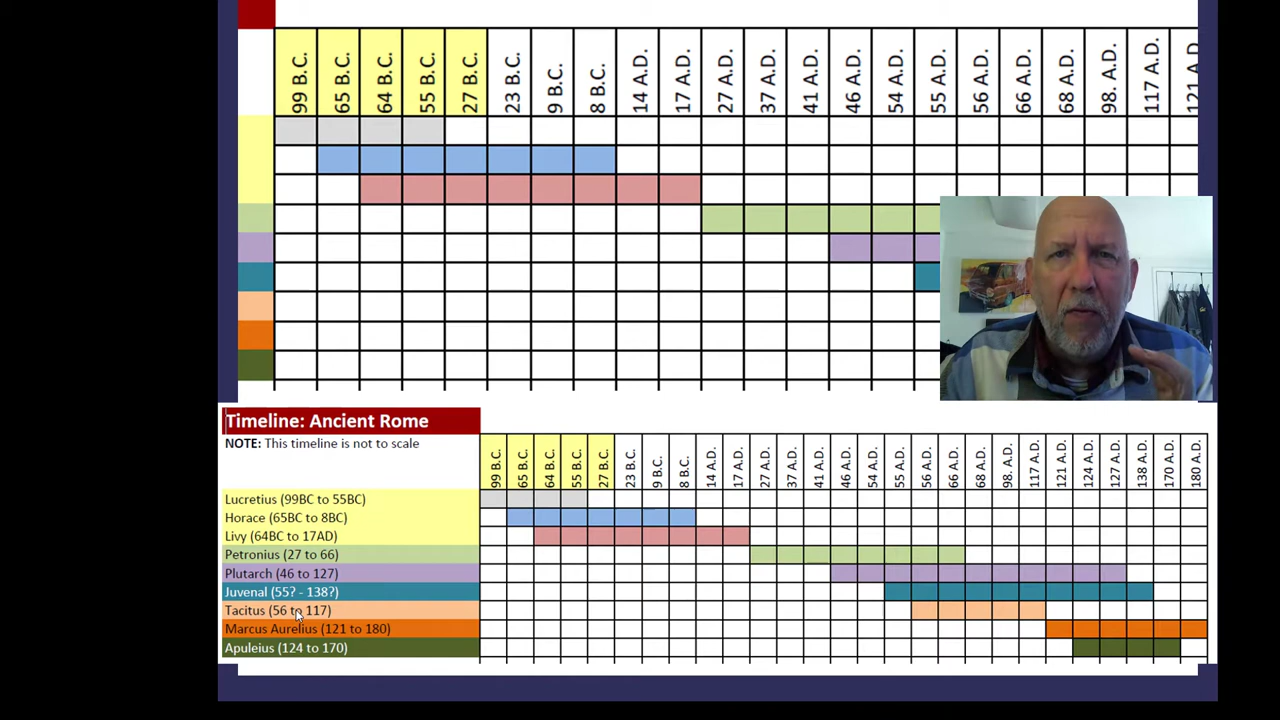 99 B.C. 65 B.C. 64 B.C. 55 B.C. 27 B.C. 23 B.C. 9 B.C. 8 B.C. 14 A.D. 17 A.D. 27 A.D. 37 A.D. 41 A.D. 46 A.D. 54 A.D. 55 A.D. 56 A.D. 66 A.D. 68 A.D. 98. A.D. 117 A.D. 121 A.D.
Timeline: Ancient Rome
NOTE: This timeline is not to scale
99 B.C. 65 B.C. 64 B.C. 55 B.C. 27 B.C. 23 B.C. 9 B.C. 8 B.C. 14 A.D. 17 A.D. 27 A.D. 37 A.D. 41 A.D. 46 A.D. 54 A.D. 55 A.D. 56 A.D. 66 A.D. 68 A.D. 98. A.D. 117 A.D. 121 A.D. 124 A.D. 127 A.D. 138 A.D. 170 A.D. 180 A.D.
Lucretius (99BC to 55BC)
Horace (65BC to 8BC)
Livy (64BC to 17AD)
Petronius (27 to 66)
Plutarch (46 to 127)
Juvenal (55? - 138?)
Tacitus (56 to 117)
Marcus Aurelius (121 to 180)
Apuleius (124 to 170)